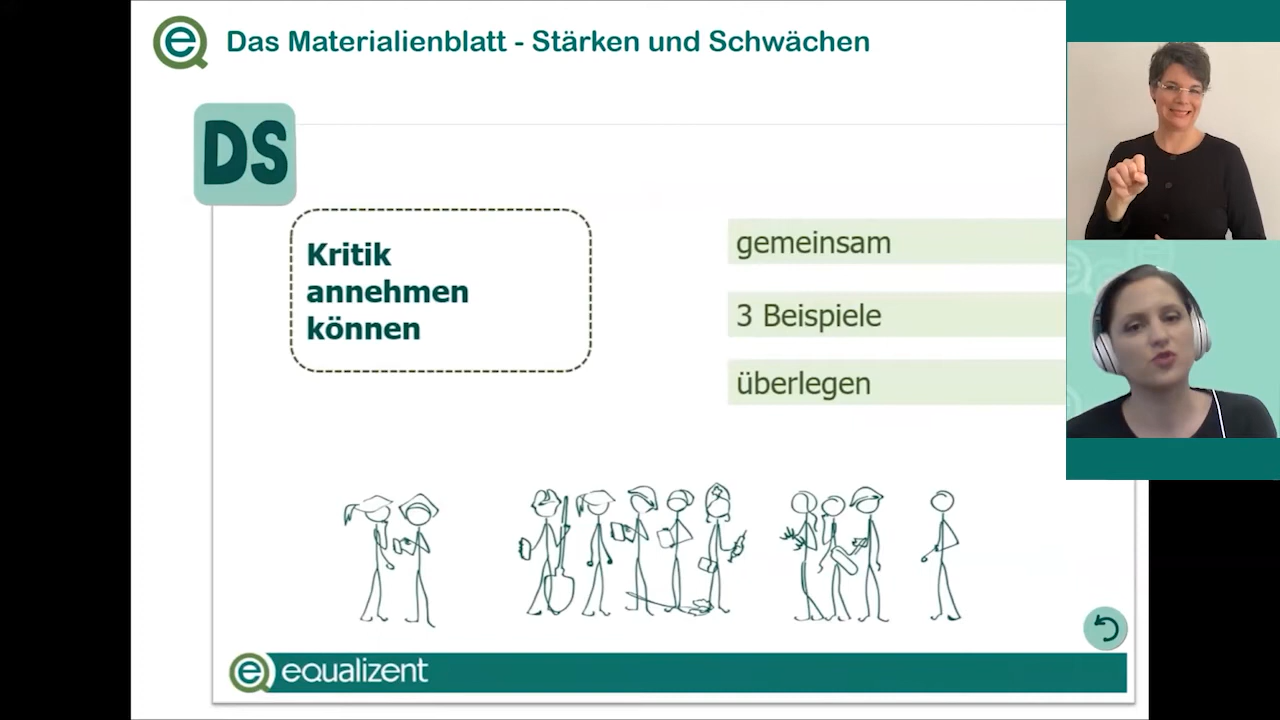 Das Materialienblatt - Stärken und Schwächen
DS
Kritik
annehmen
können
gemeinsam
3 Beispiele
überlegen
equalizent